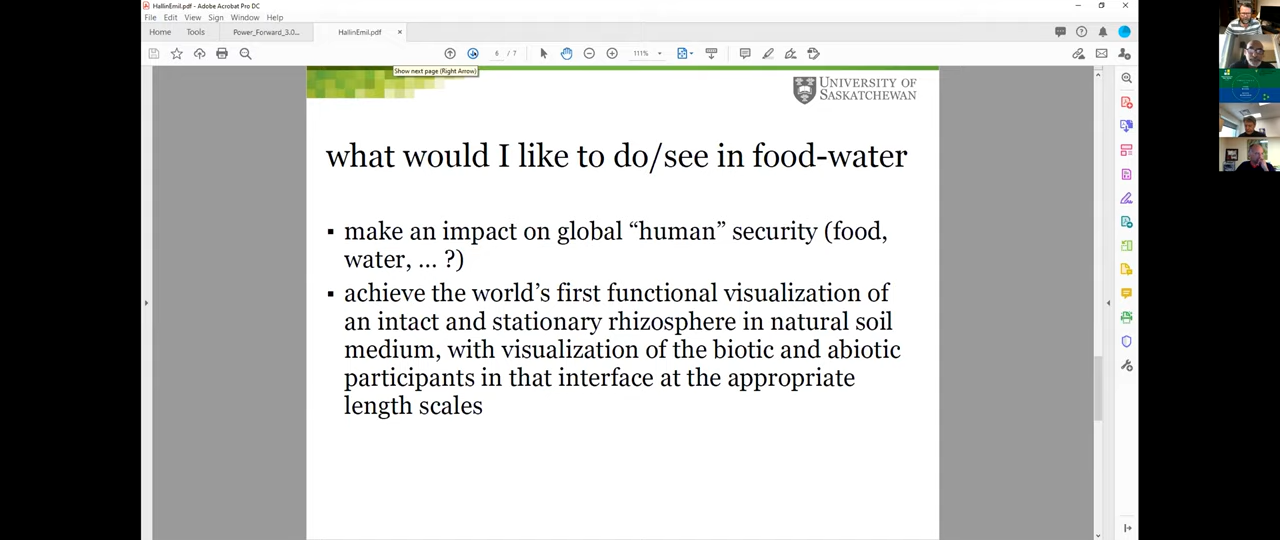 HallinEmil.pdf - Adobe Acrobat Pro DC
File Edit View Sign Window Help
Home Tools Power_Forward_3.0... HallinEmil.pdf ×
6 / 7 111%
Show next page (Right Arrow)
UNIVERSITY OF
SASKATCHEWAN
what would I like to do/see in food-water
▪ make an impact on global “human” security (food,
water, … ?)
▪ achieve the world’s first functional visualization of
an intact and stationary rhizosphere in natural soil
medium, with visualization of the biotic and abiotic
participants in that interface at the appropriate
length scales